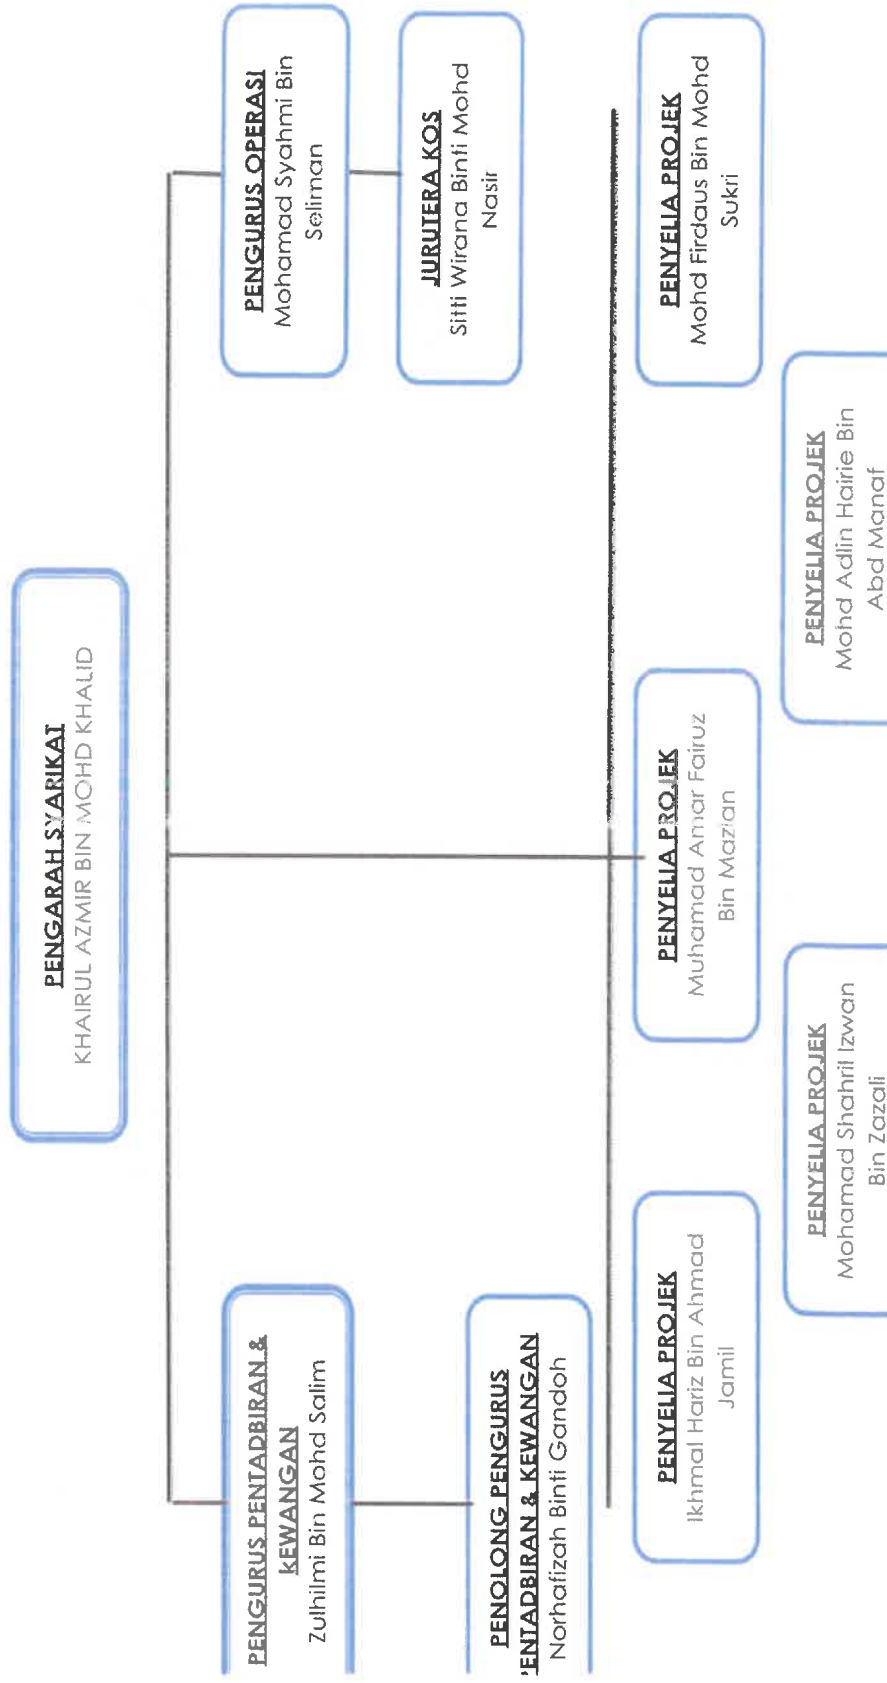 PENGARAH SYARIKAT
KHAIRUL AZMIR BIN MOHD KHALID
PENGURUS PENTADBIRAN &
KEWANGAN
Zulhilmi Bin Mohd Salim
PENGURUS OPERASI
Mohamad Syahmi Bin
Seliman
PENOLONG PENGURUS
'ENTADBIRAN & KEWANGAN
Norhafizah Binti Gandoh
JURUTERA KOS
Sitti Wirana Binti Mohd
Nasir
PENYELIA PROJEK
Ikhmal Hariz Bin Ahmad
Jamil
PENYELIA PROJEK
Muhamad Amar Fairuz
Bin Mazian
PENYELIA PROJEK
Mohd Firdaus Bin Mohd
Sukri
PENYELIA PROJEK
Mohamad Shahril Izwan
Bin Zazali
PENYELIA PROJEK
Mohd Adlin Hairie Bin
Abd Manaf